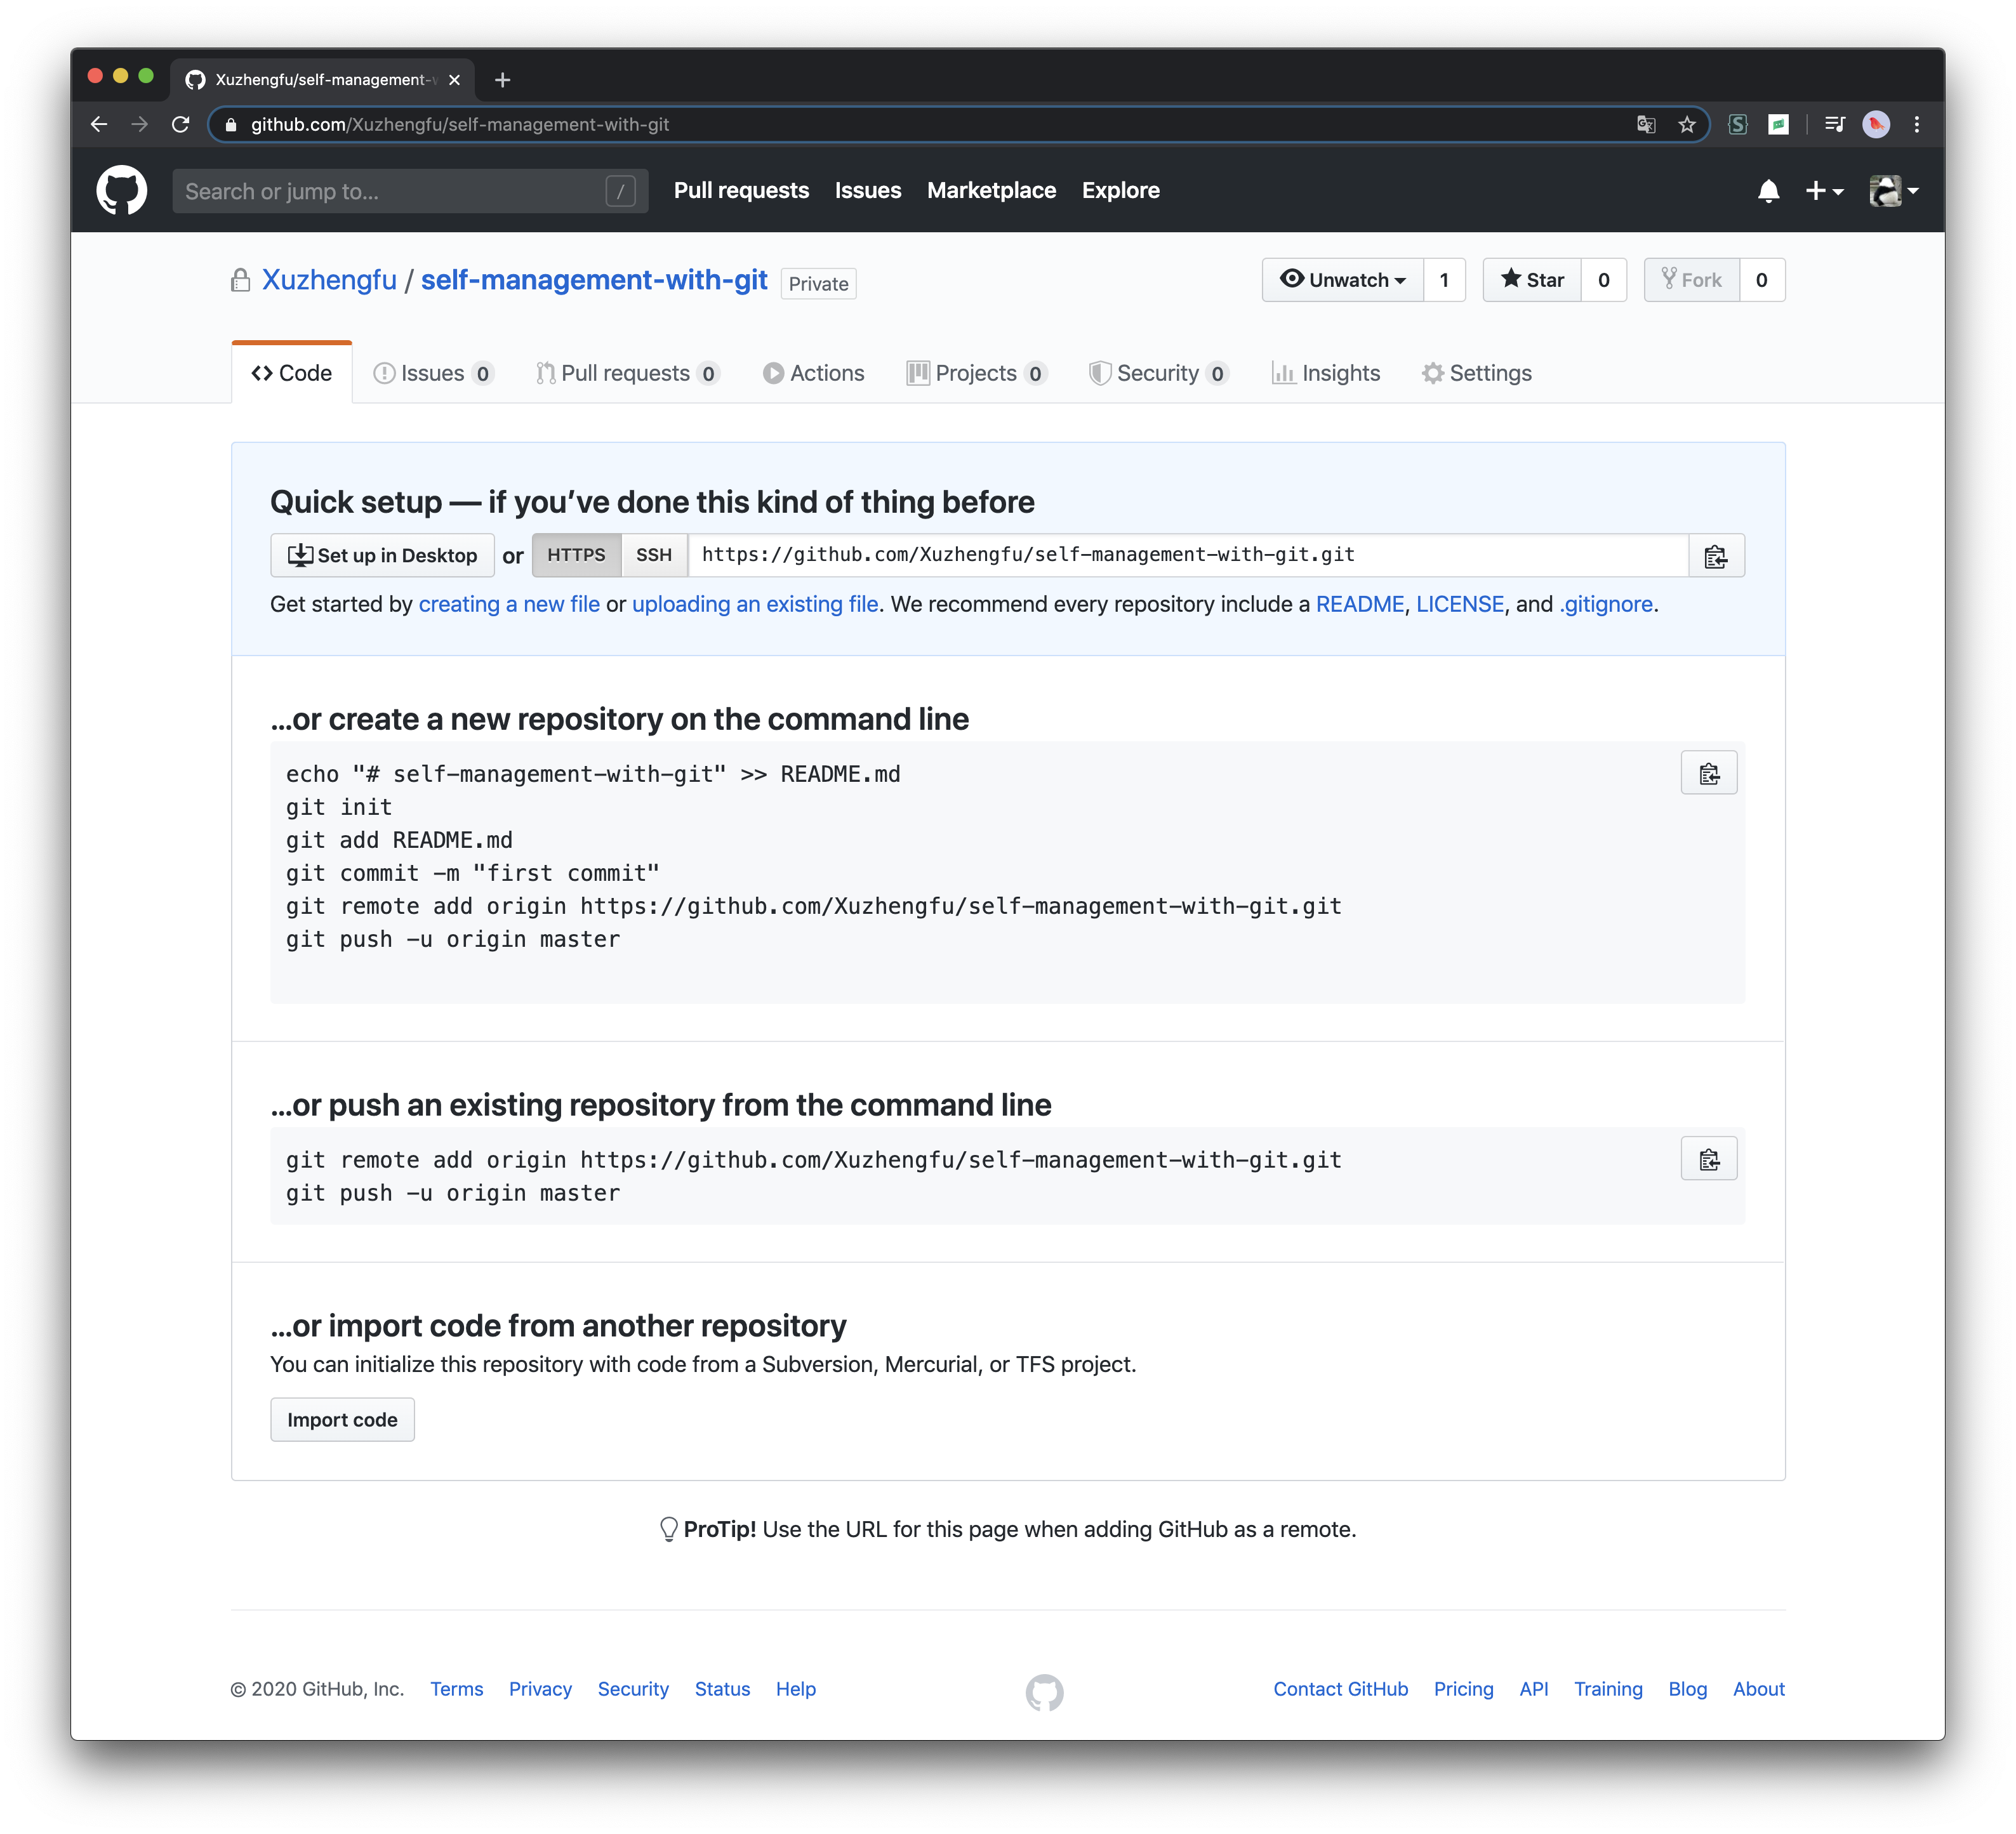 Xuzhengfu/self-management-w
github.com/Xuzhengfu/self-management-with-git
Search or jump to... /
Pull requests Issues Marketplace Explore
Xuzhengfu / self-management-with-git Private
Unwatch 1 Star 0 Fork 0
Code Issues 0 Pull requests 0 Actions Projects 0 Security 0 Insights Settings
Quick setup — if you’ve done this kind of thing before
Set up in Desktop or HTTPS SSH https://github.com/Xuzhengfu/self-management-with-git.git
Get started by creating a new file or uploading an existing file. We recommend every repository include a README, LICENSE, and .gitignore.
…or create a new repository on the command line
echo "# self-management-with-git" >> README.md
git init
git add README.md
git commit -m "first commit"
git remote add origin https://github.com/Xuzhengfu/self-management-with-git.git
git push -u origin master
…or push an existing repository from the command line
git remote add origin https://github.com/Xuzhengfu/self-management-with-git.git
git push -u origin master
…or import code from another repository
You can initialize this repository with code from a Subversion, Mercurial, or TFS project.
Import code
ProTip! Use the URL for this page when adding GitHub as a remote.
© 2020 GitHub, Inc. Terms Privacy Security Status Help Contact GitHub Pricing API Training Blog About